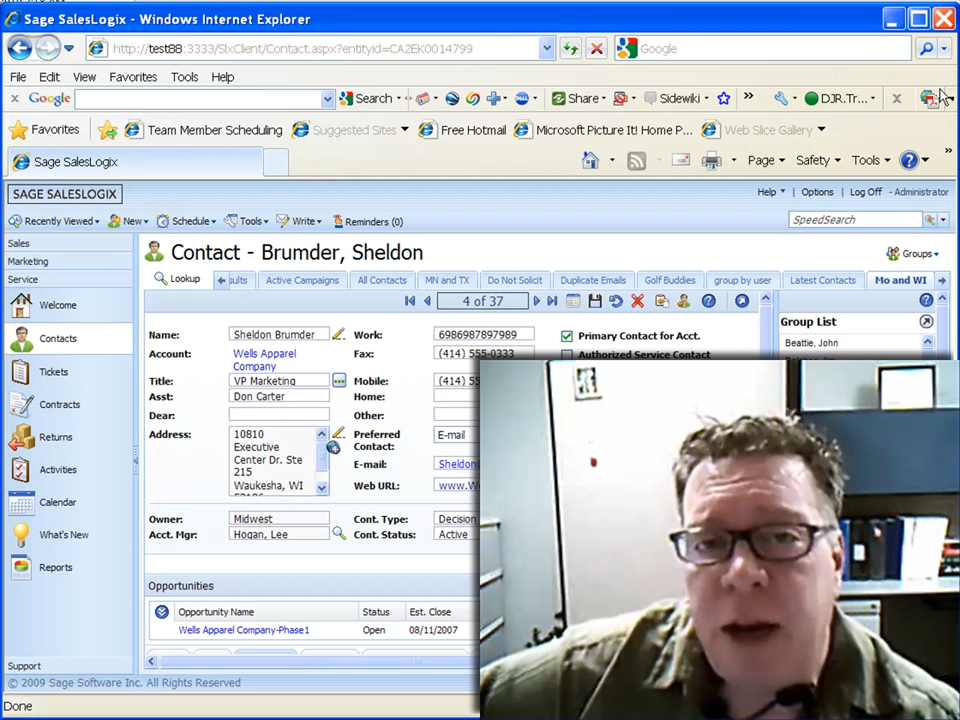 Sage SalesLogix - Windows Internet Explorer
http://test88:3333/SlxClient/Contact.aspx?entityid=CA2EK0014799
Google
File Edit View Favorites Tools Help
x Google Search Share Sidewiki » DJR.Tr... x
Favorites Team Member Scheduling Suggested Sites Free Hotmail Microsoft Picture It! Home P... Web Slice Gallery
Sage SalesLogix Page Safety Tools »
SAGE SALESLOGIX Help Options Log Off - Administrator
Recently Viewed New Schedule Tools Write Reminders (0) SpeedSearch
Sales
Marketing
Service
Welcome
Contacts
Tickets
Contracts
Returns
Activities
Calendar
What's New
Reports
Support
Contact - Brumder, Sheldon Groups
Lookup sults Active Campaigns All Contacts MN and TX Do Not Solicit Duplicate Emails Golf Buddies group by user Latest Contacts Mo and WI
4 of 37
Name: Sheldon Brumder Work: 6986987897989 Primary Contact for Acct.
Account: Wells Apparel Company Fax: (414) 555-0333 Authorized Service Contact
Title: VP Marketing Mobile: (414) 55
Asst: Don Carter Home:
Dear: Other:
Address: 10810 Preferred Contact: E-mail
Executive
Center Dr. Ste
215 E-mail: Sheldon
Waukesha, WI Web URL: www.W
Owner: Midwest Cont. Type: Decision
Acct. Mgr: Hogan, Lee Cont. Status: Active
Group List
Beattie, John
Opportunities
Opportunity Name Status Est. Close
Wells Apparel Company-Phase1 Open 08/11/2007
© 2009 Sage Software Inc. All Rights Reserved
Done